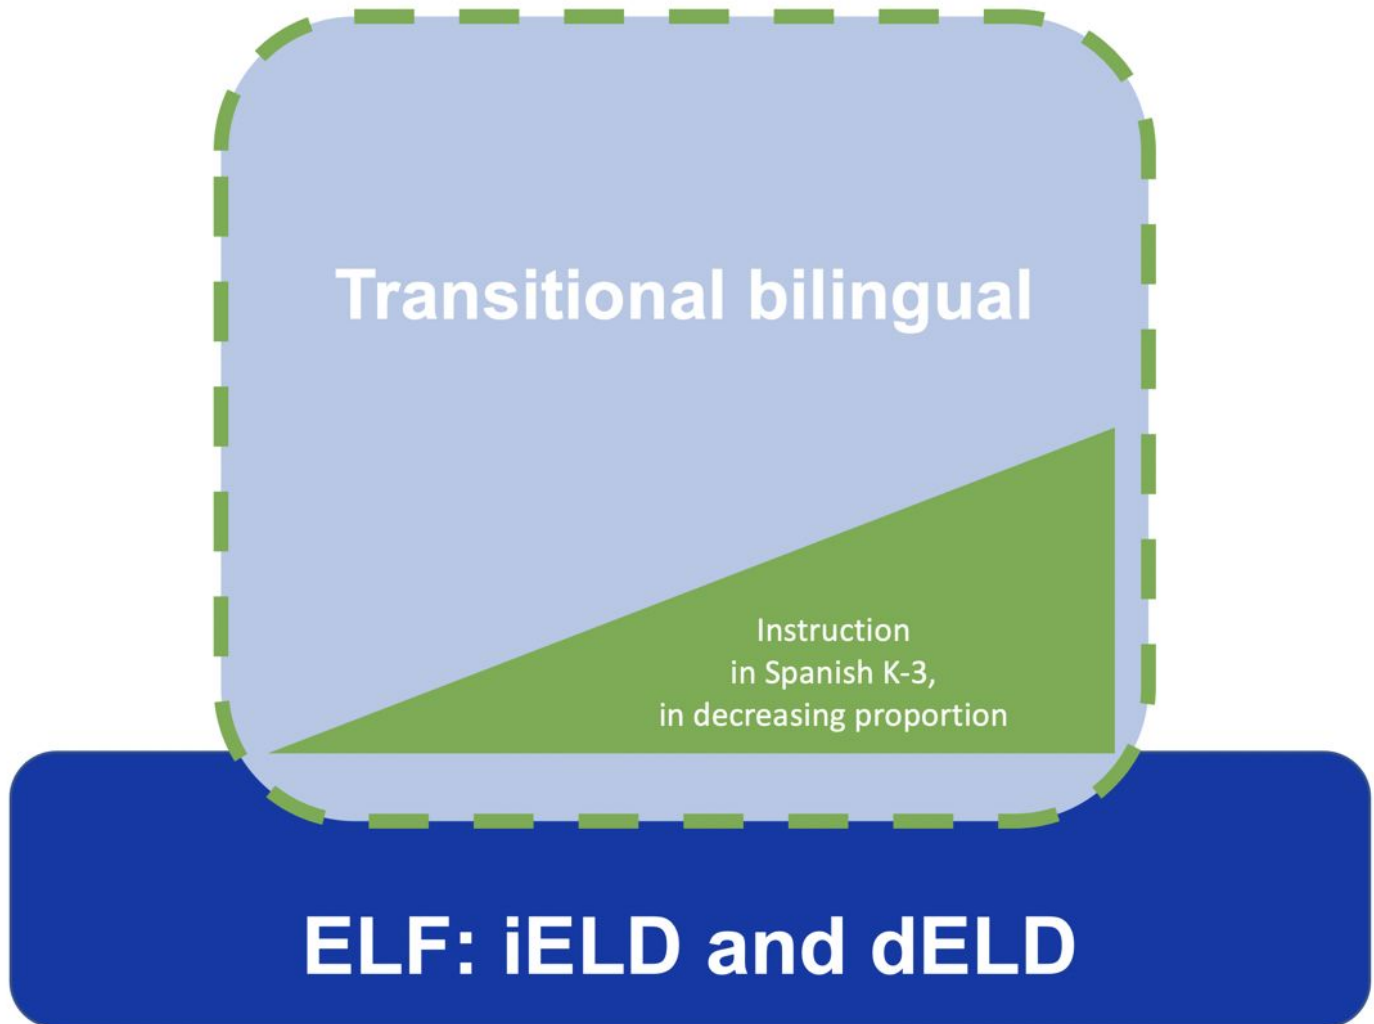 Transitional bilingual
Instruction
in Spanish K-3,
in decreasing proportion
ELF: iELD and dELD